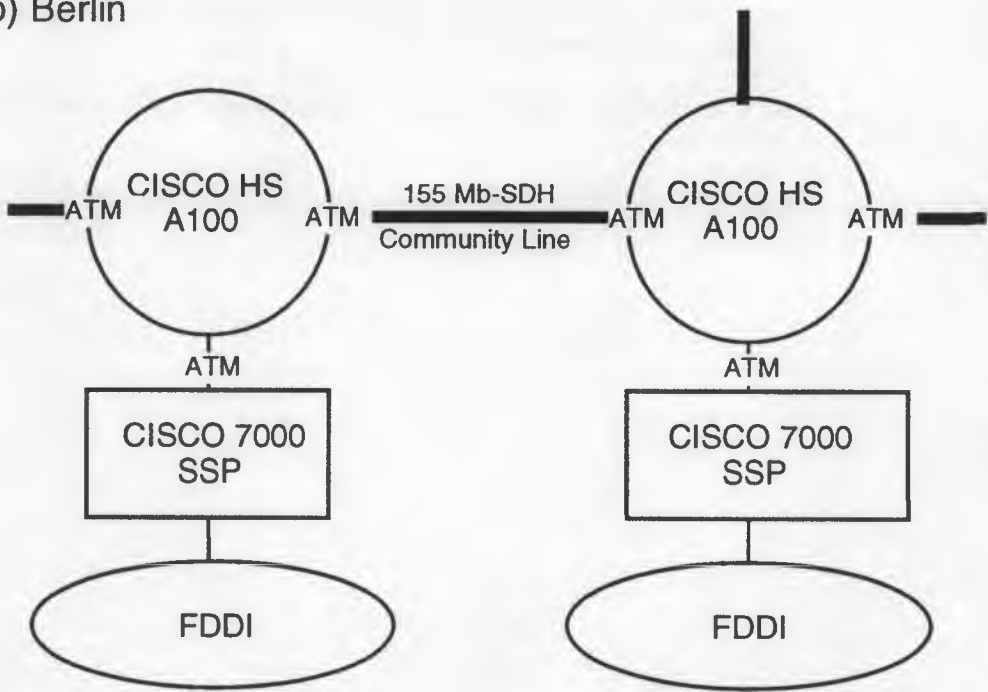 b) Berlin
CISCO HS
A100
CISCO HS
A100
ATM
ATM
155 Mb-SDH
Community Line
ATM
ATM
ATM
ATM
CISCO 7000
SSP
CISCO 7000
SSP
FDDI
FDDI